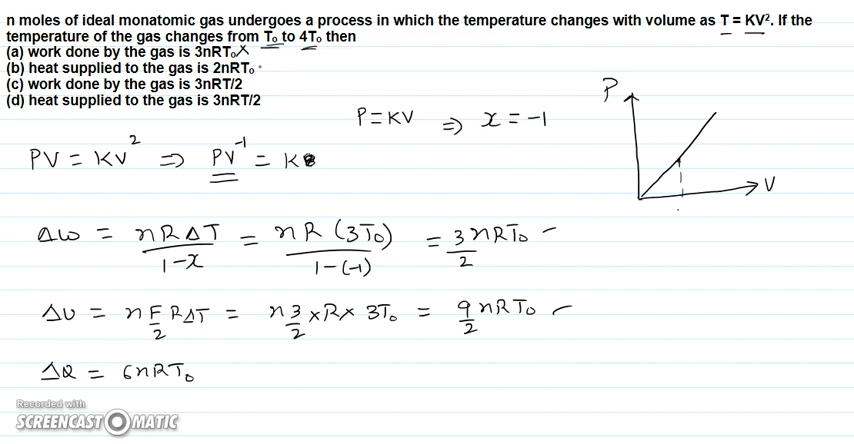 n moles of ideal monatomic gas undergoes a process in which the temperature changes with volume as T = KV². If the
temperature of the gas changes from T₀ to 4T₀ then
(a) work done by the gas is 3nRT₀ X
(b) heat supplied to the gas is 2nRT₀
(c) work done by the gas is 3nRT/2
(d) heat supplied to the gas is 3nRT/2
P = KV ⇒ x = -1
P
V
PV = KV² ⇒ PV⁻¹ = K
ΔW = nRΔT / 1-x = nR(3T₀) / 1-(-1) = 3/2 nRT₀
ΔU = n F/2 RΔT = n 3/2 × R × 3T₀ = 9/2 nRT₀
ΔQ = 6nRT₀
Recorded with
SCREENCAST O MATIC